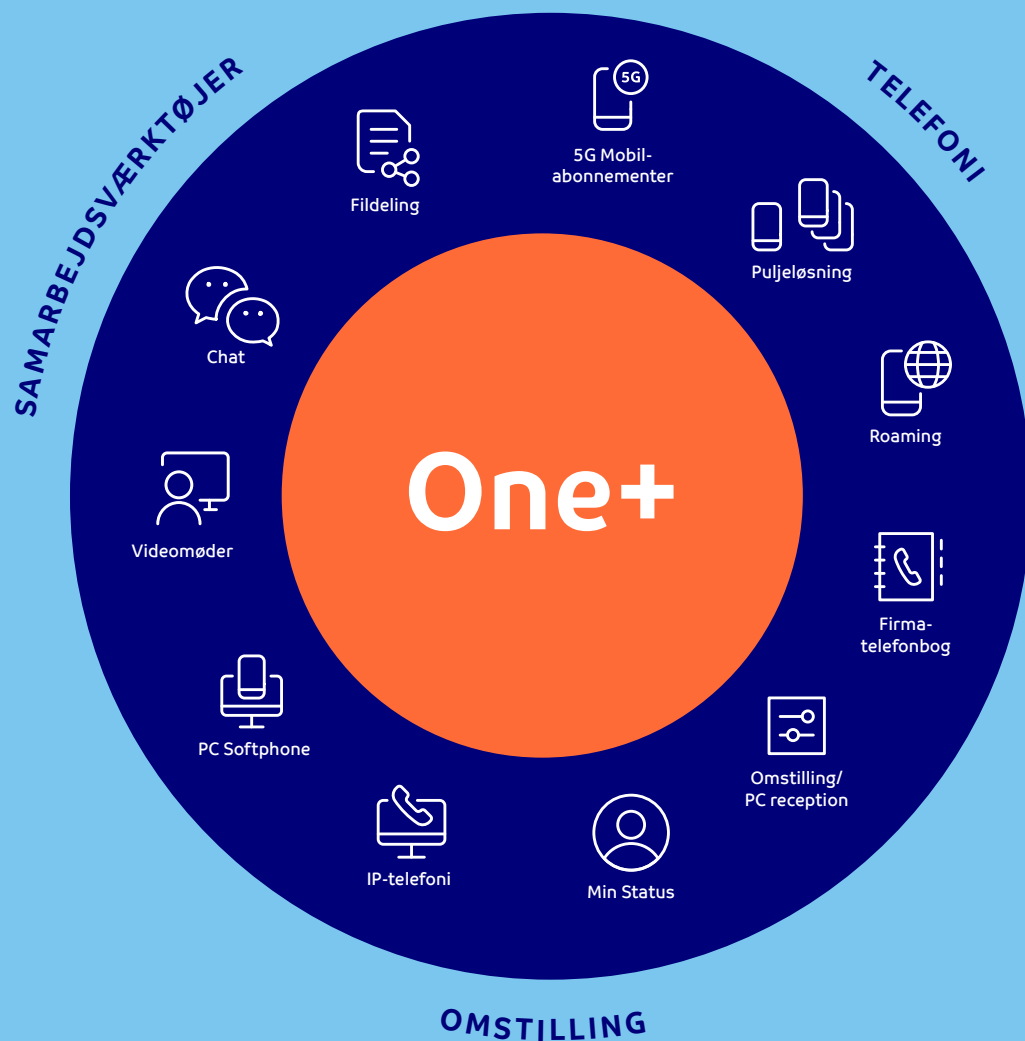 SAMARBEJDSVÆRKTØJER
TELEFONI
5G
5G Mobil-
abonnementer
Fildeling
Puljeløsning
Chat
Roaming
One+
Videomøder
Firma-
telefonbog
PC Softphone
Omstilling/
PC reception
IP-telefoni
Min Status
OMSTILLING